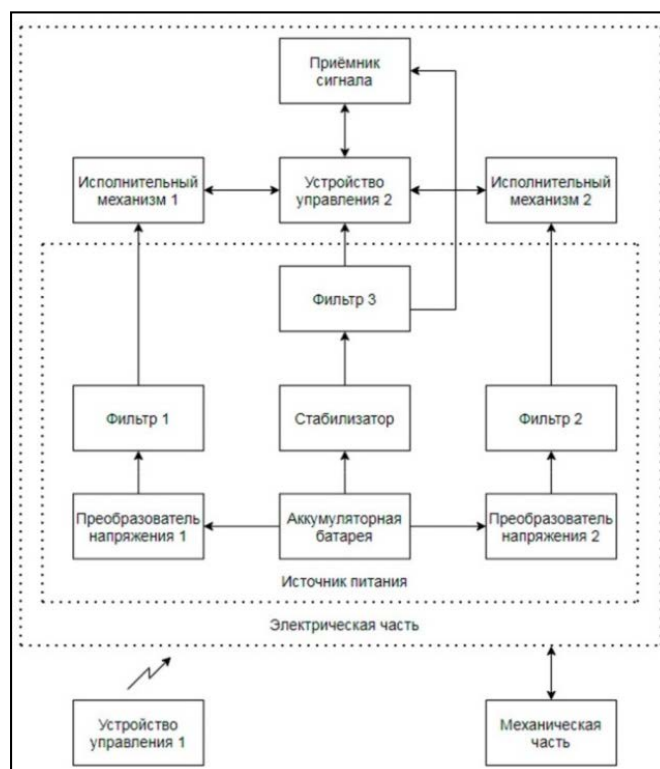 Приёмник
сигнала
Исполнительный
механизм 1
Устройство
управления 2
Исполнительный
механизм 2
Фильтр 3
Фильтр 1
Стабилизатор
Фильтр 2
Преобразователь
напряжения 1
Аккумуляторная
батарея
Преобразователь
напряжения 2
Источник питания
Электрическая часть
Устройство
управления 1
Механическая
часть